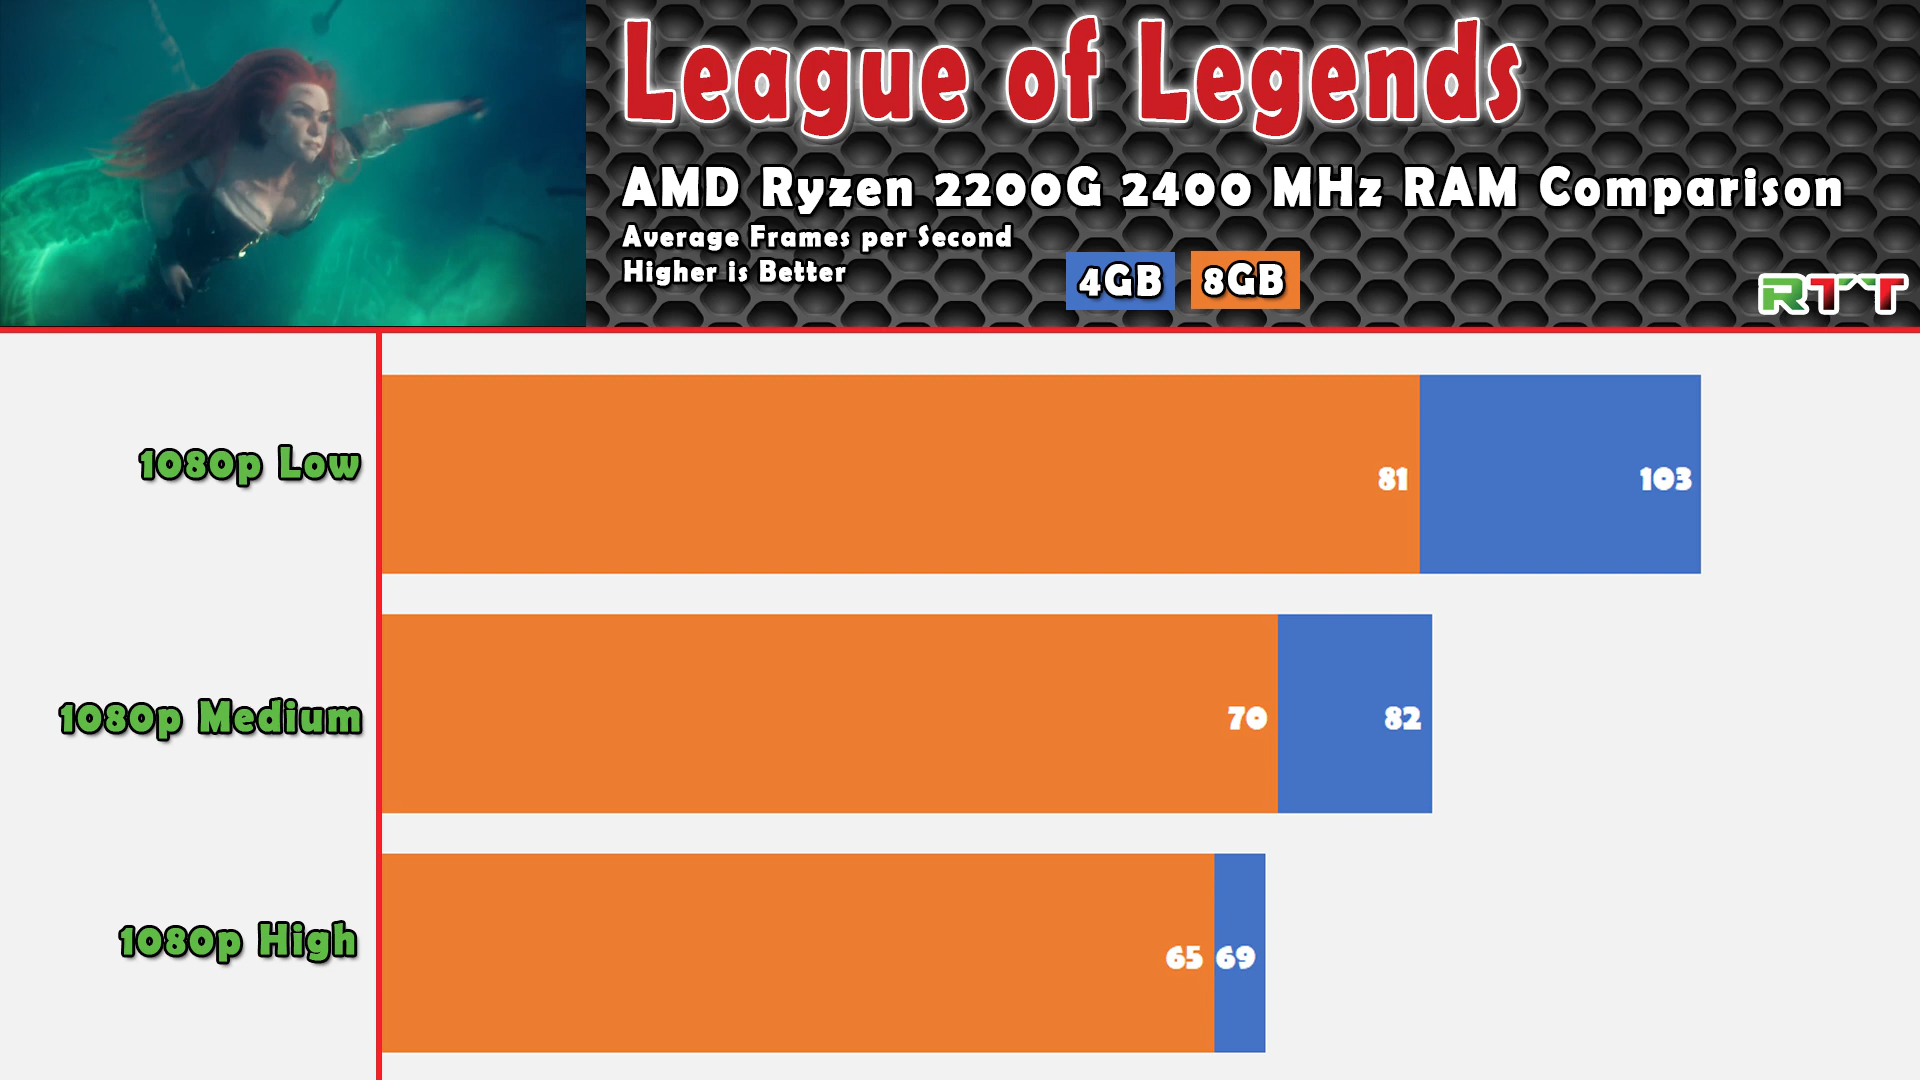 League of Legends
AMD Ryzen 2200G 2400 MHz RAM Comparison
Average Frames per Second
Higher is Better
4GB 8GB
RTT
1080p Low
81 103
1080p Medium
70 82
1080p High
65 69